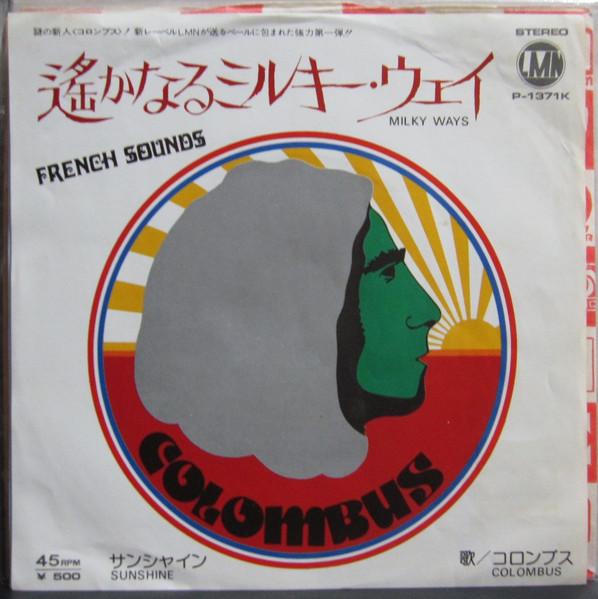 謎の新人〈コロンブス〉！新レーベルLMNが送るベールに包まれた強力第一弾!!
STEREO
LMN
P-1371K
遙かなるミルキー・ウェイ
MILKY WAYS
FRENCH SOUNDS
COLOMBUS
45RPM
¥ 500
サンシャイン
SUNSHINE
歌／コロンブス
COLOMBUS